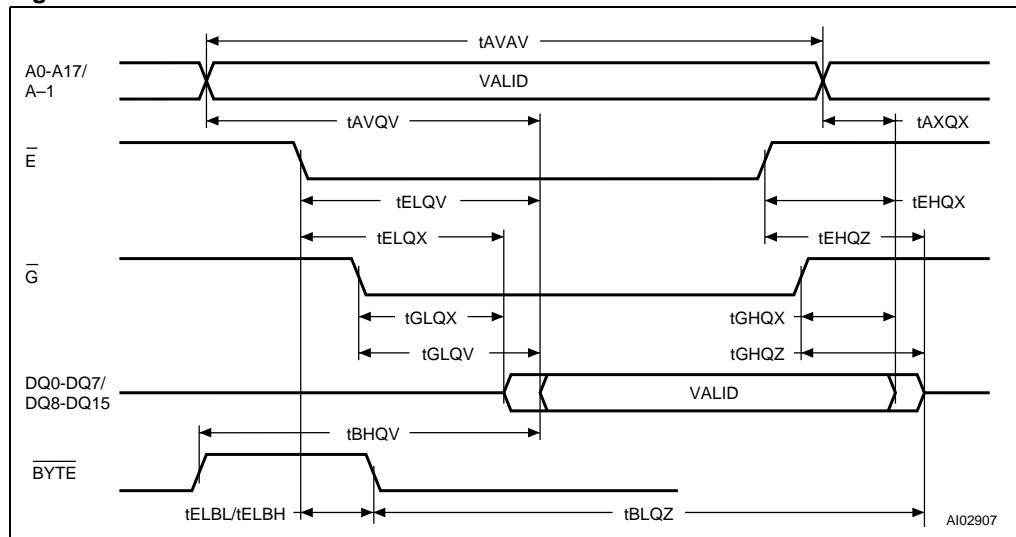 tAVAV
A0-A17/
A–1
VALID
tAVQV
tAXQX
E
tELQV
tEHQX
tELQX
tEHQZ
G
tGLQX
tGHQX
tGLQV
tGHQZ
DQ0-DQ7/
DQ8-DQ15
VALID
tBHQV
BYTE
tELBL/tELBH
tBLQZ
AI02907